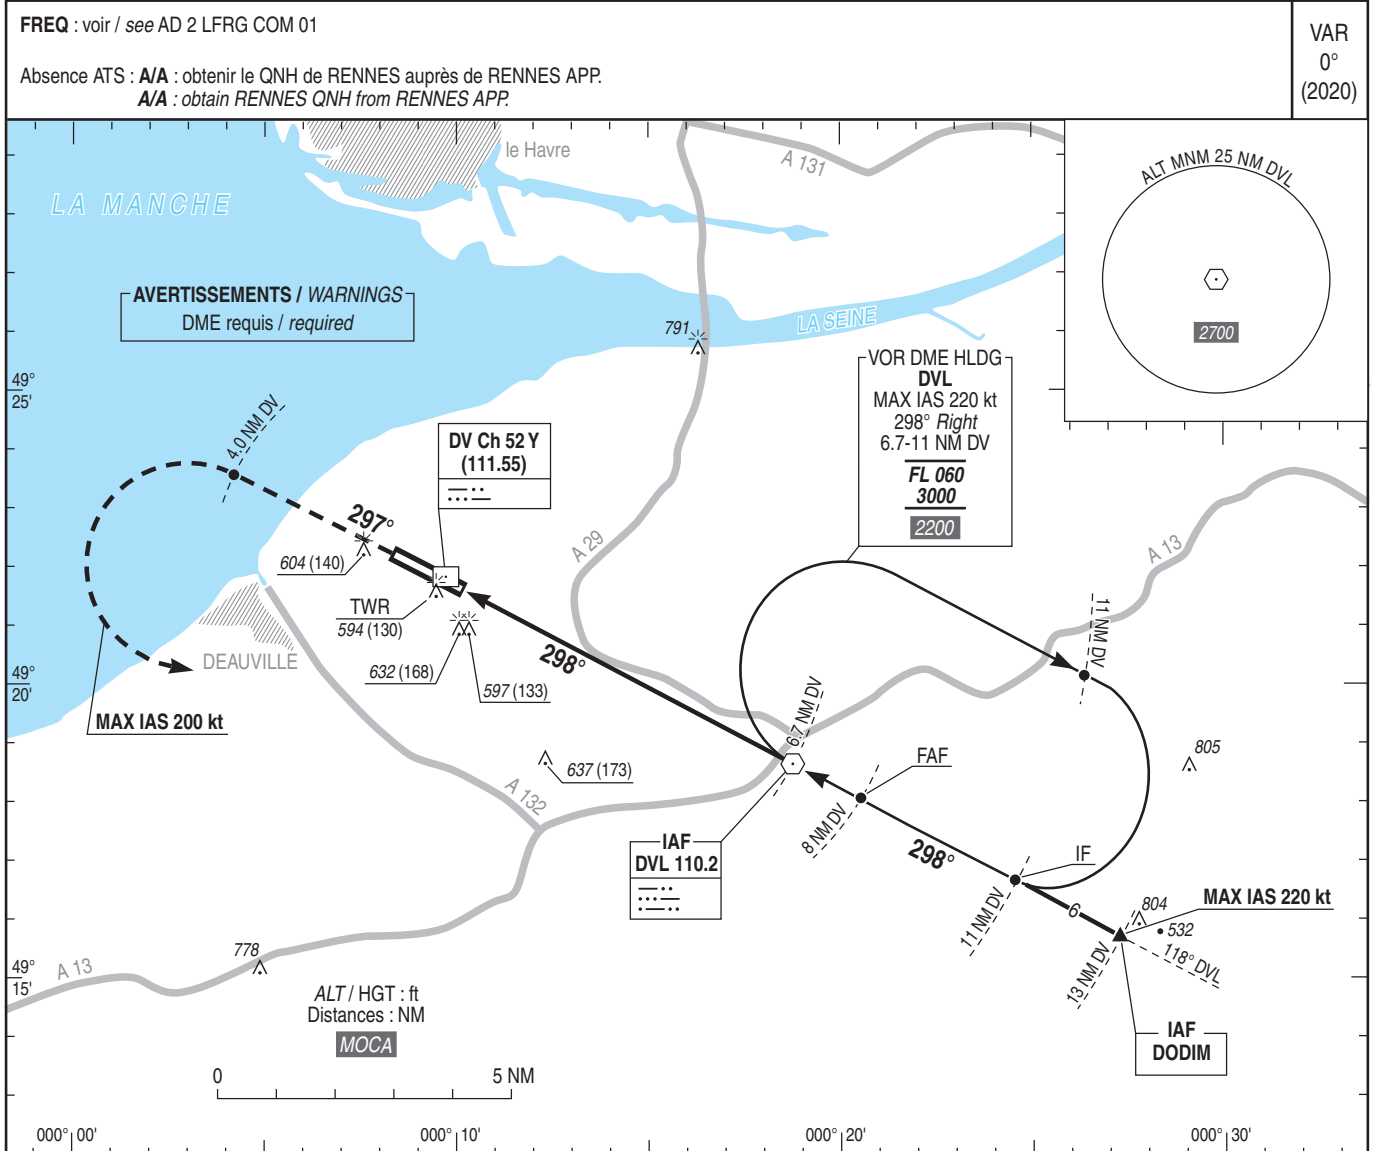 FREQ : voir / see AD 2 LFRG COM 01
Absence ATS : A/A : obtenir le QNH de RENNES auprès de RENNES APP.
A/A : obtain RENNES QNH from RENNES APP.
VAR
0°
(2020)
le Havre
A 131
ALT MNM 25 NM DVL
2700
LA MANCHE
AVERTISSEMENTS / WARNINGS
DME requis / required
791
LA SEINE
VOR DME HLDG
DVL
MAX IAS 220 kt
298° Right
6.7-11 NM DV
FL 060
3000
2200
49°
25'
4.0 NM DV
DV Ch 52 Y
(111.55)
297°
604 (140)
A 29
A 13
TWR
594 (130)
632 (168)
597 (133)
298°
11 NM DV
DEAUVILLE
49°
20'
MAX IAS 200 kt
6.7 NM DV
637 (173)
FAF
805
A 132
8 NM DV
IAF
DVL 110.2
298°
IF
11 NM DV
6
804
532
MAX IAS 220 kt
118° DVL
13 NM DV
778
A 13
49°
15'
IAF
DODIM
ALT / HGT : ft
Distances : NM
MOCA
0
5 NM
000° 00'
000° 10'
000° 20'
000° 30'